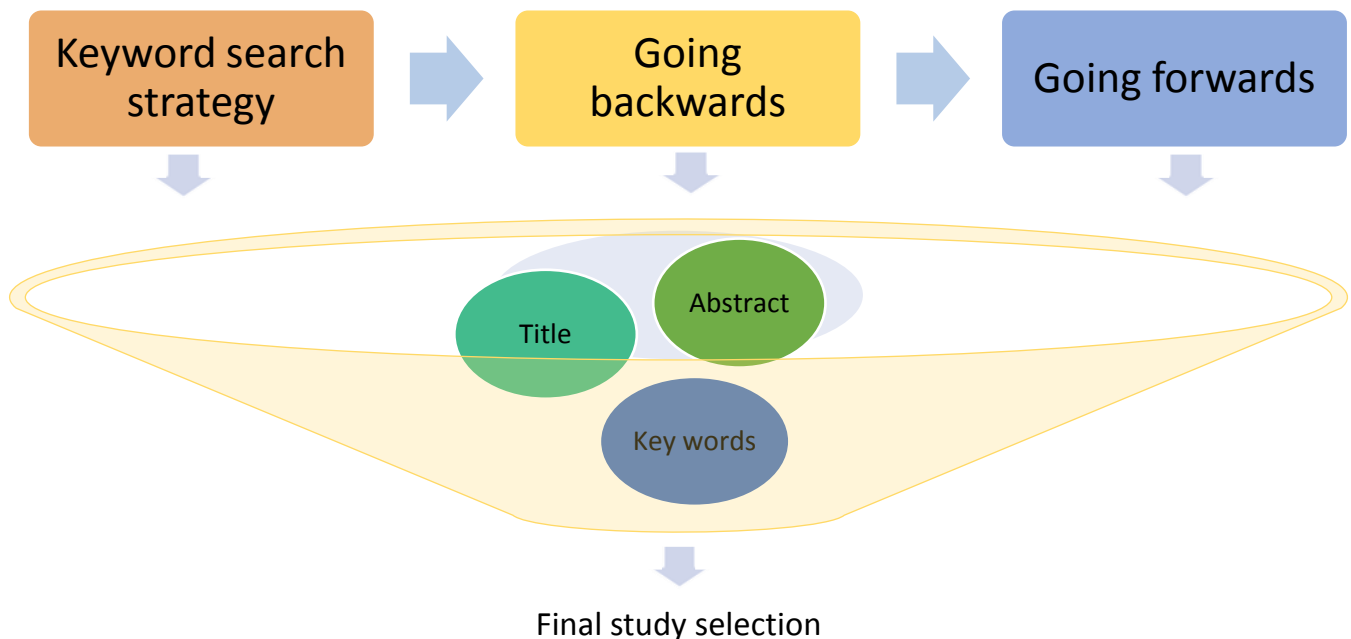 Keyword search
strategy
Going
backwards
Going forwards
Abstract
Title
Key words
Final study selection